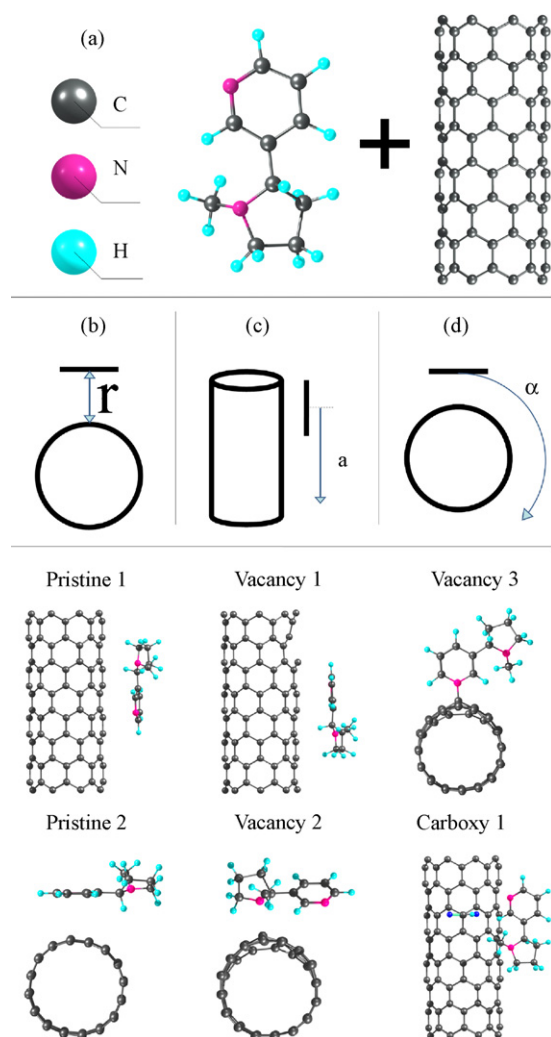 (a)
C
N
H
(b) (c) (d)
r
a
α
Pristine 1 Vacancy 1 Vacancy 3
Pristine 2 Vacancy 2 Carboxy 1